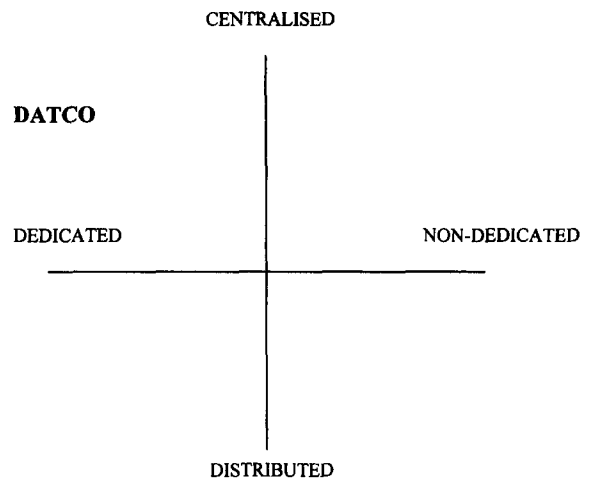 CENTRALISED
DATCO
DEDICATED
NON-DEDICATED
DISTRIBUTED